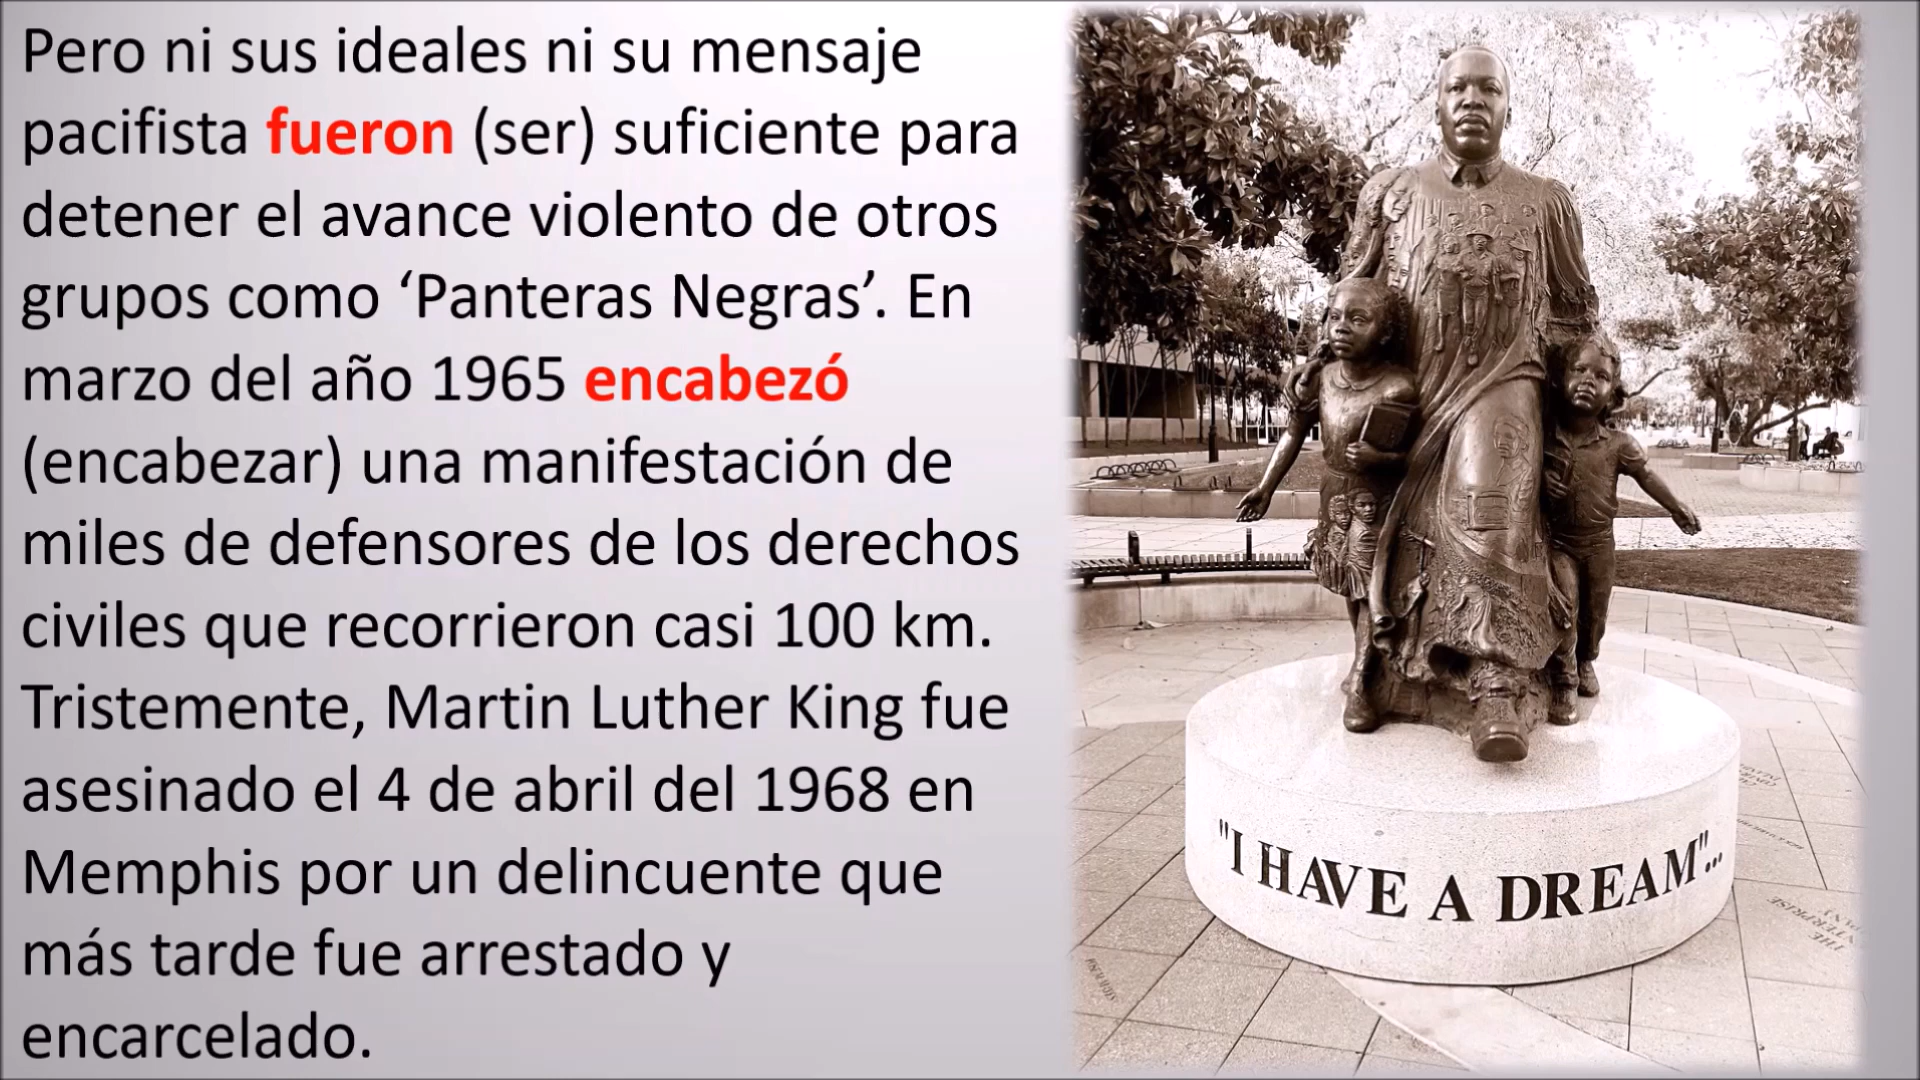 Pero ni sus ideales ni su mensaje
pacifista fueron (ser) suficiente para
detener el avance violento de otros
grupos como ‘Panteras Negras’. En
marzo del año 1965 encabezó
(encabezar) una manifestación de
miles de defensores de los derechos
civiles que recorrieron casi 100 km.
Tristemente, Martin Luther King fue
asesinado el 4 de abril del 1968 en
Memphis por un delincuente que
más tarde fue arrestado y
encarcelado.
"I HAVE A DREAM"...